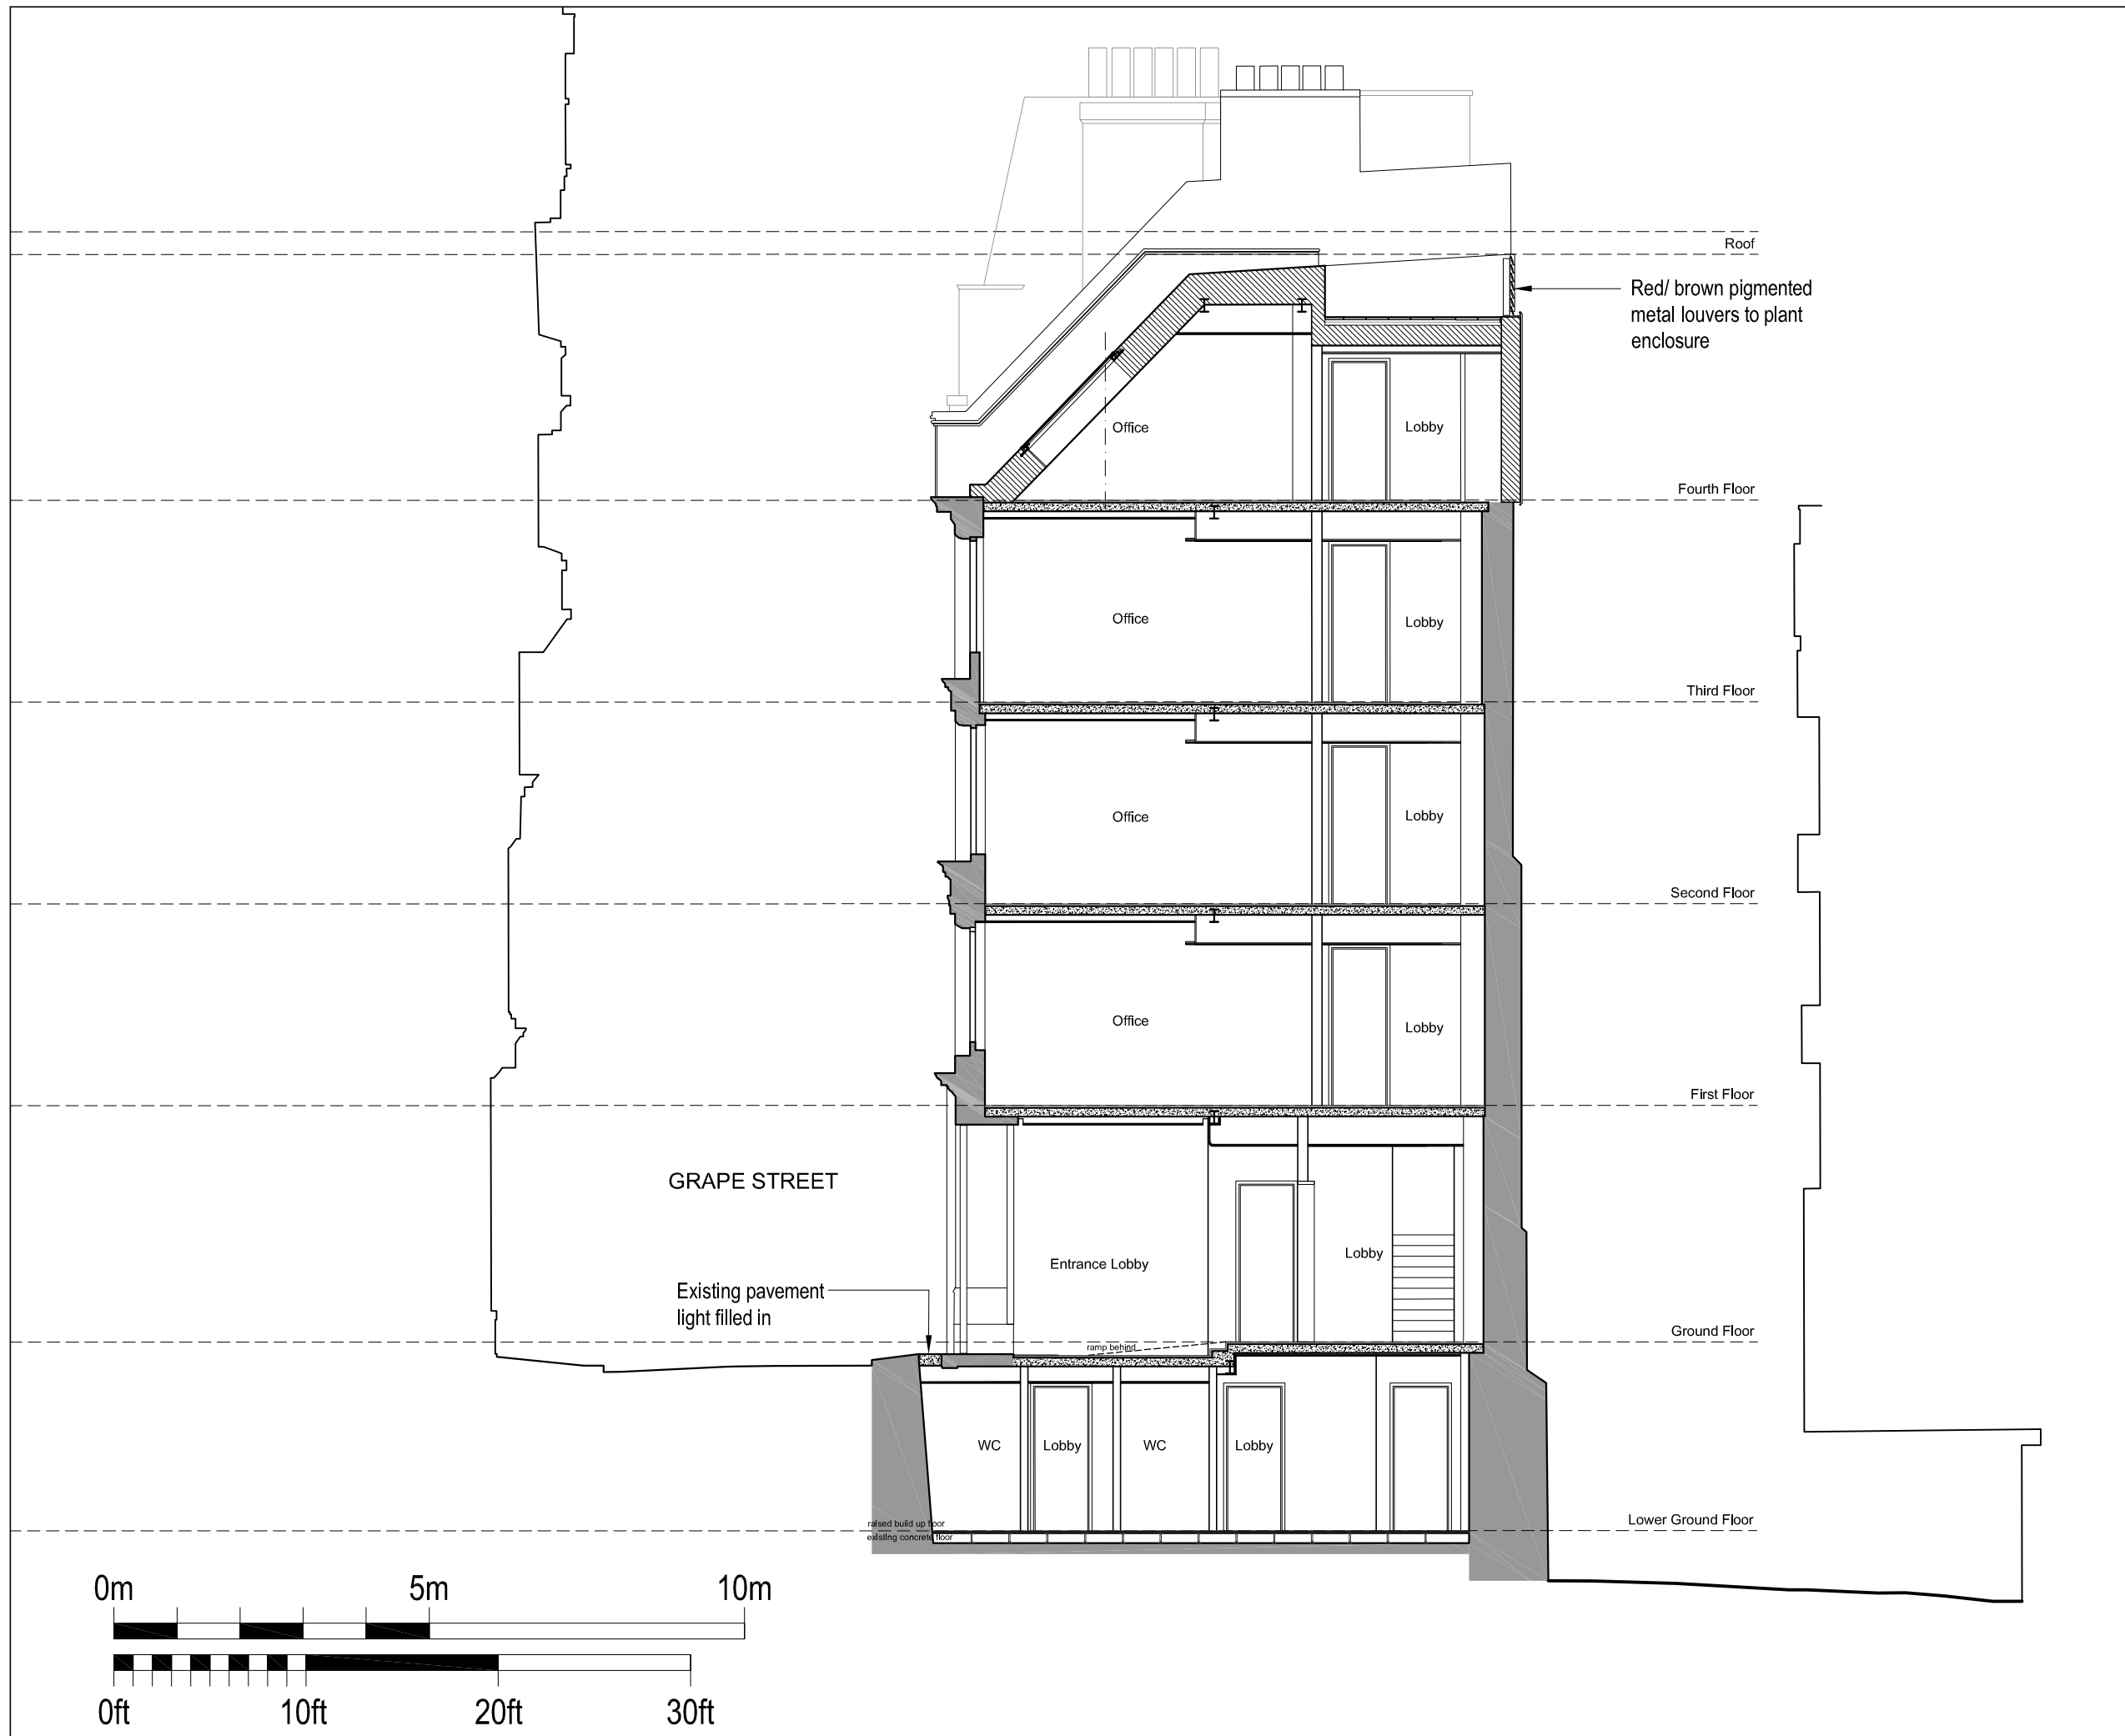 Roof
Red/ brown pigmented
metal louvers to plant
enclosure
Office
Lobby
Fourth Floor
Office
Lobby
Third Floor
Office
Lobby
Second Floor
Office
Lobby
First Floor
GRAPE STREET
Entrance Lobby
Lobby
Existing pavement
light filled in
Ground Floor
ramp behind
WC
Lobby
WC
Lobby
Lower Ground Floor
raised build up floor
existing concrete floor
0m 5m 10m
0ft 10ft 20ft 30ft